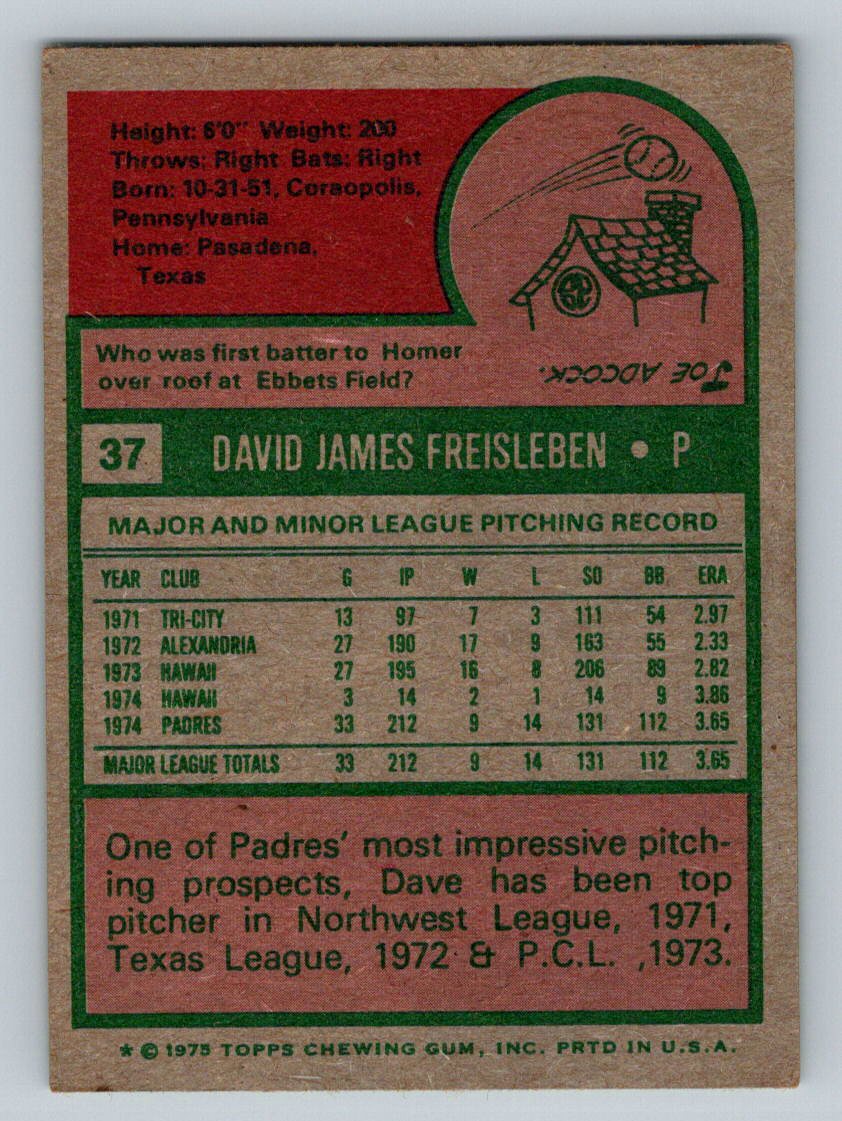 Height: 6'0" Weight: 200
Throws: Right Bats: Right
Born: 10-31-51, Coraopolis,
Pennsylvania
Home: Pasadena,
Texas
Who was first batter to Homer
over roof at Ebbets Field?
JOE ADCOCK.
37 DAVID JAMES FREISLEBEN • P
MAJOR AND MINOR LEAGUE PITCHING RECORD
YEAR CLUB G IP W L SO BB ERA
1971 TRI-CITY 13 97 7 3 111 54 2.97
1972 ALEXANDRIA 27 190 17 9 163 55 2.33
1973 HAWAII 27 195 16 8 206 89 2.82
1974 HAWAII 3 14 2 1 14 9 3.86
1974 PADRES 33 212 9 14 131 112 3.65
MAJOR LEAGUE TOTALS 33 212 9 14 131 112 3.65
One of Padres' most impressive pitch-
ing prospects, Dave has been top
pitcher in Northwest League, 1971,
Texas League, 1972 & P.C.L. ,1973.
* © 1975 TOPPS CHEWING GUM, INC. PRTD IN U.S.A.